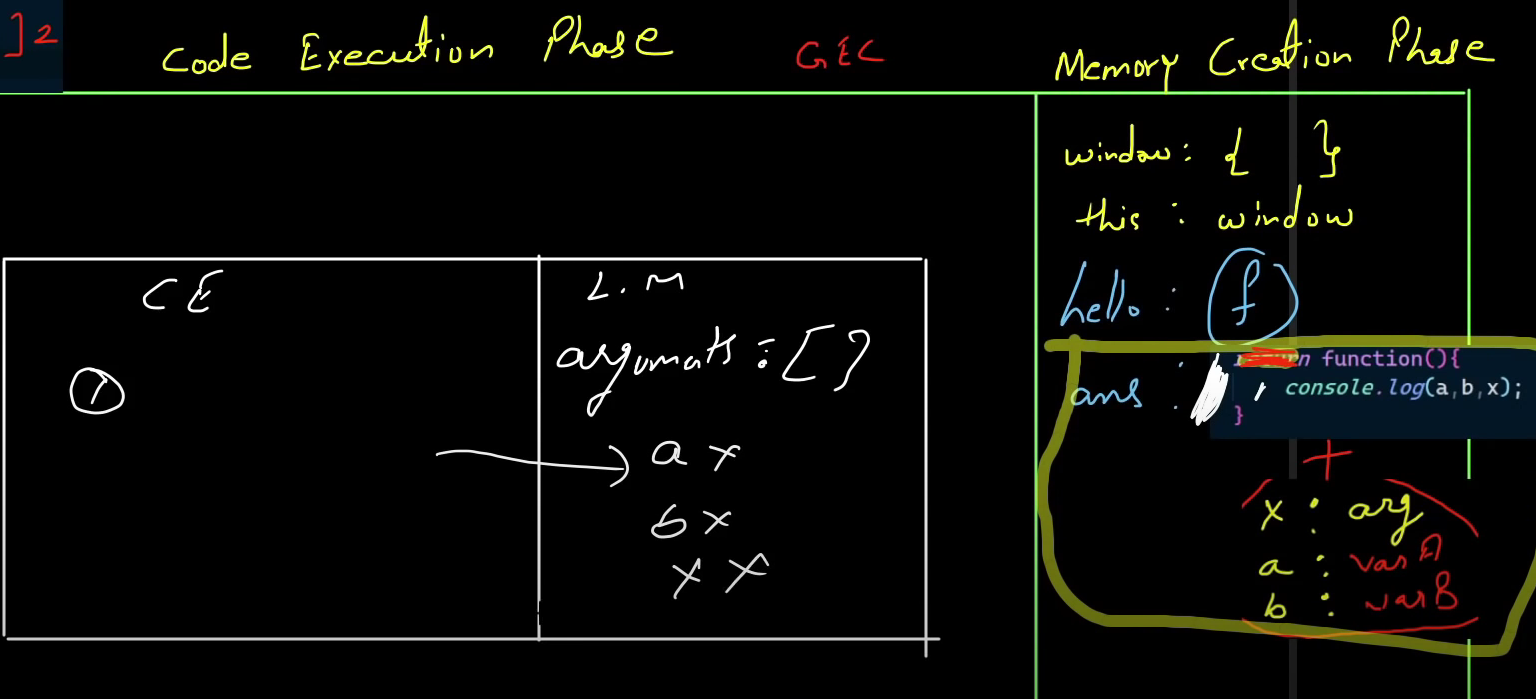 ]2
Code Execution Phase GEC Memory Creation Phase
window: { }
this : window
hello : f
CE
L.M
arguments : [ ]
1
a x
b x
x x
ans :
n function(){
console.log(a,b,x);
}
+
x : arg
a : varA
b : varB